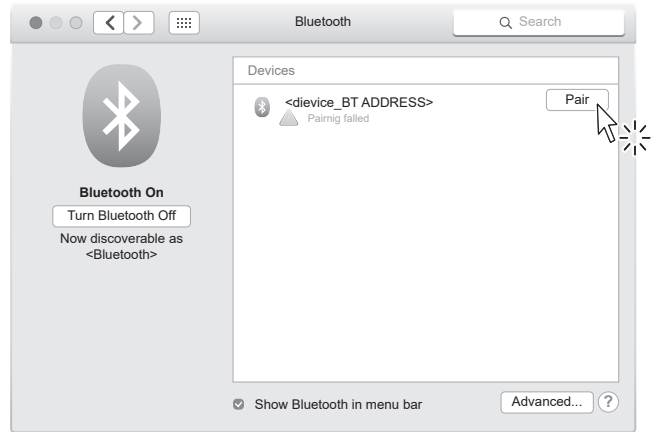 Bluetooth
Search
Devices
<dievice_BT ADDRESS>
Pair
Pairnig falled
Bluetooth On
Turn Bluetooth Off
Now discoverable as
<Bluetooth>
Show Bluetooth in menu bar
Advanced...
?